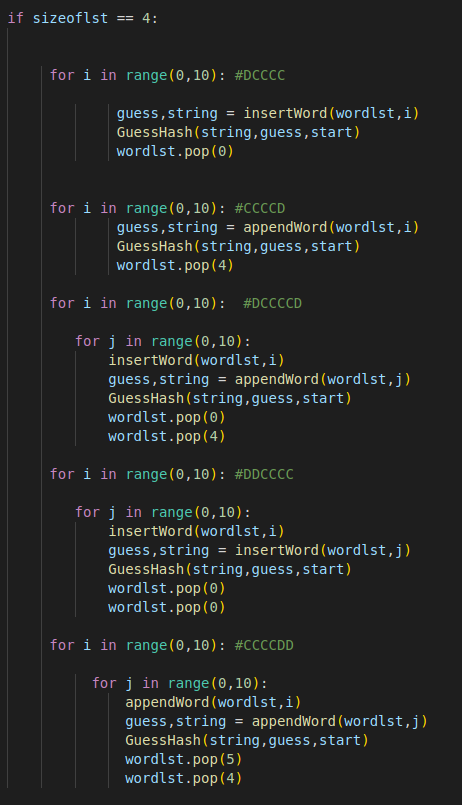 if sizeoflst == 4:
for i in range(0,10): #DCCCC
guess,string = insertWord(wordlst,i)
GuessHash(string,guess,start)
wordlst.pop(0)
for i in range(0,10): #CCCCD
guess,string = appendWord(wordlst,i)
GuessHash(string,guess,start)
wordlst.pop(4)
for i in range(0,10):  #DCCCCD
for j in range(0,10):
insertWord(wordlst,i)
guess,string = appendWord(wordlst,j)
GuessHash(string,guess,start)
wordlst.pop(0)
wordlst.pop(4)
for i in range(0,10): #DDCCCC
for j in range(0,10):
insertWord(wordlst,i)
guess,string = insertWord(wordlst,j)
GuessHash(string,guess,start)
wordlst.pop(0)
wordlst.pop(0)
for i in range(0,10): #CCCCDD
for j in range(0,10):
appendWord(wordlst,i)
guess,string = appendWord(wordlst,j)
GuessHash(string,guess,start)
wordlst.pop(5)
wordlst.pop(4)